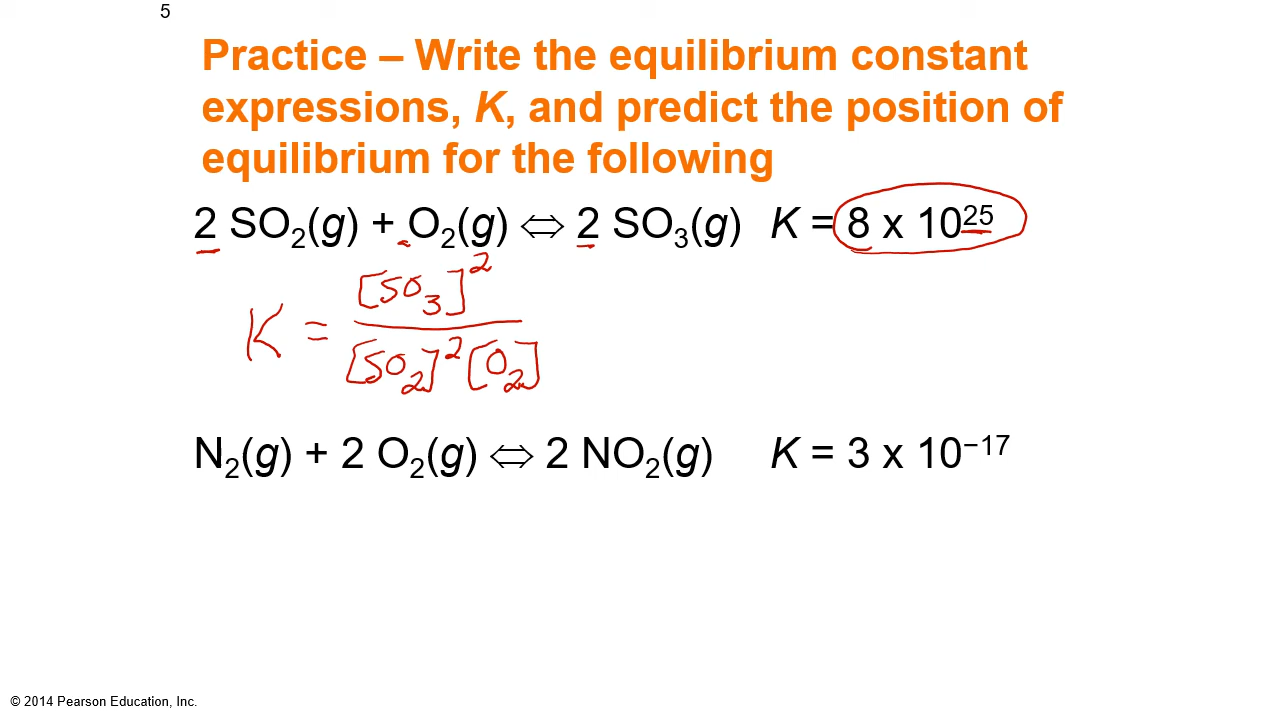 5
Practice – Write the equilibrium constant
expressions, K, and predict the position of
equilibrium for the following
2 SO₂(g) + O₂(g) ⇔ 2 SO₃(g) K = 8 x 10²⁵
K = [SO₃]² / [SO₂]² [O₂]
N₂(g) + 2 O₂(g) ⇔ 2 NO₂(g) K = 3 x 10⁻¹⁷
© 2014 Pearson Education, Inc.